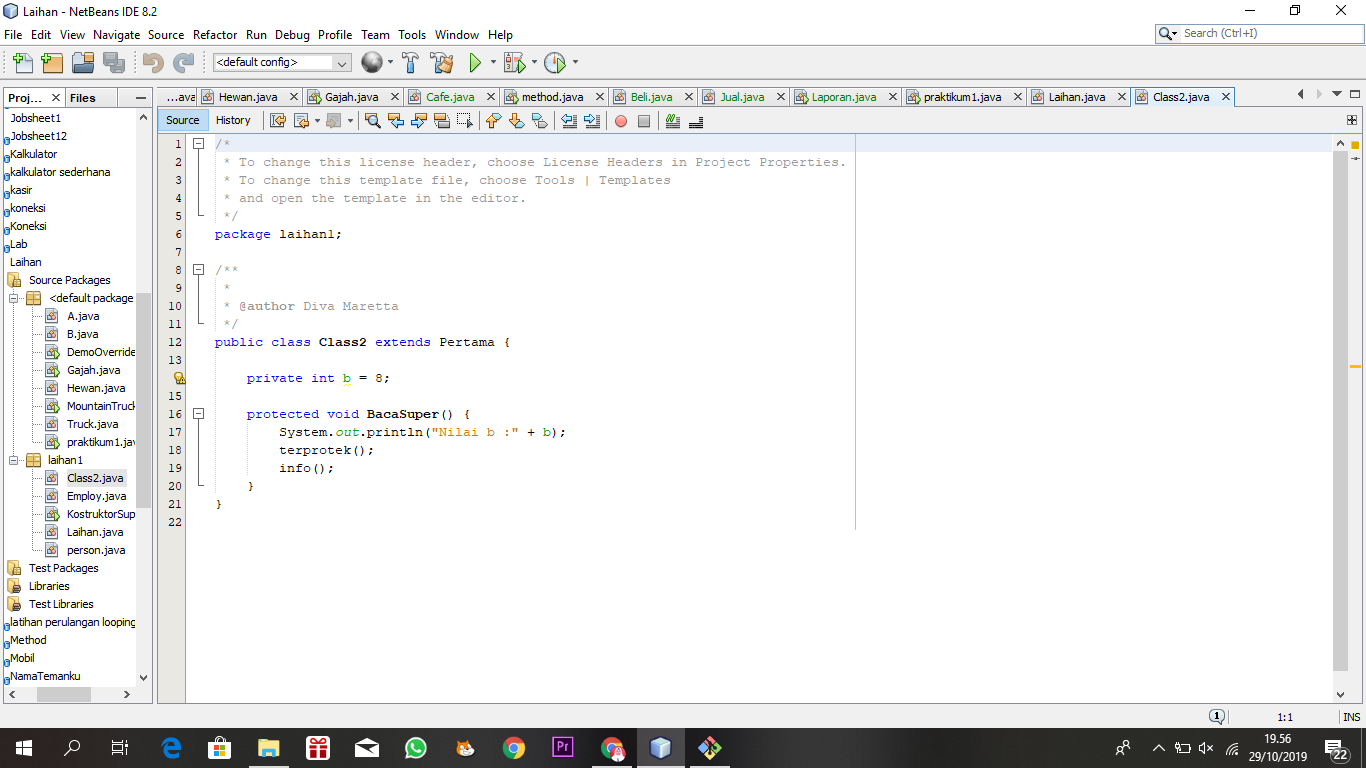 Laihan - NetBeans IDE 8.2
File Edit View Navigate Source Refactor Run Debug Profile Team Tools Window Help
Search (Ctrl+I)
<default config>
Proj... Files
...ava Hewan.java Gajah.java Cafe.java method.java Beli.java Jual.java Laporan.java praktikum1.java Laihan.java Class2.java
Source History
Jobsheet1
Jobsheet12
Kalkulator
kalkulator sederhana
kasir
koneksi
Koneksi
Lab
Laihan
Source Packages
<default package
A.java
B.java
DemoOverride
Gajah.java
Hewan.java
MountainTruck
Truck.java
praktikum1.jav
laihan1
Class2.java
Employ.java
KostruktorSup
Laihan.java
person.java
Test Packages
Libraries
Test Libraries
latihan perulangan looping
Method
Mobil
NamaTemanku
1 /*
2 * To change this license header, choose License Headers in Project Properties.
3 * To change this template file, choose Tools | Templates
4 * and open the template in the editor.
5 */
6 package laihan1;
7
8 /**
9 *
10 * @author Diva Maretta
11 */
12 public class Class2 extends Pertama {
13
private int b = 8;
15
16 protected void BacaSuper() {
17 System.out.println("Nilai b :" + b);
18 terprotek();
19 info();
20 }
21 }
22
1 1:1 INS
Pr
19.56
29/10/2019
22